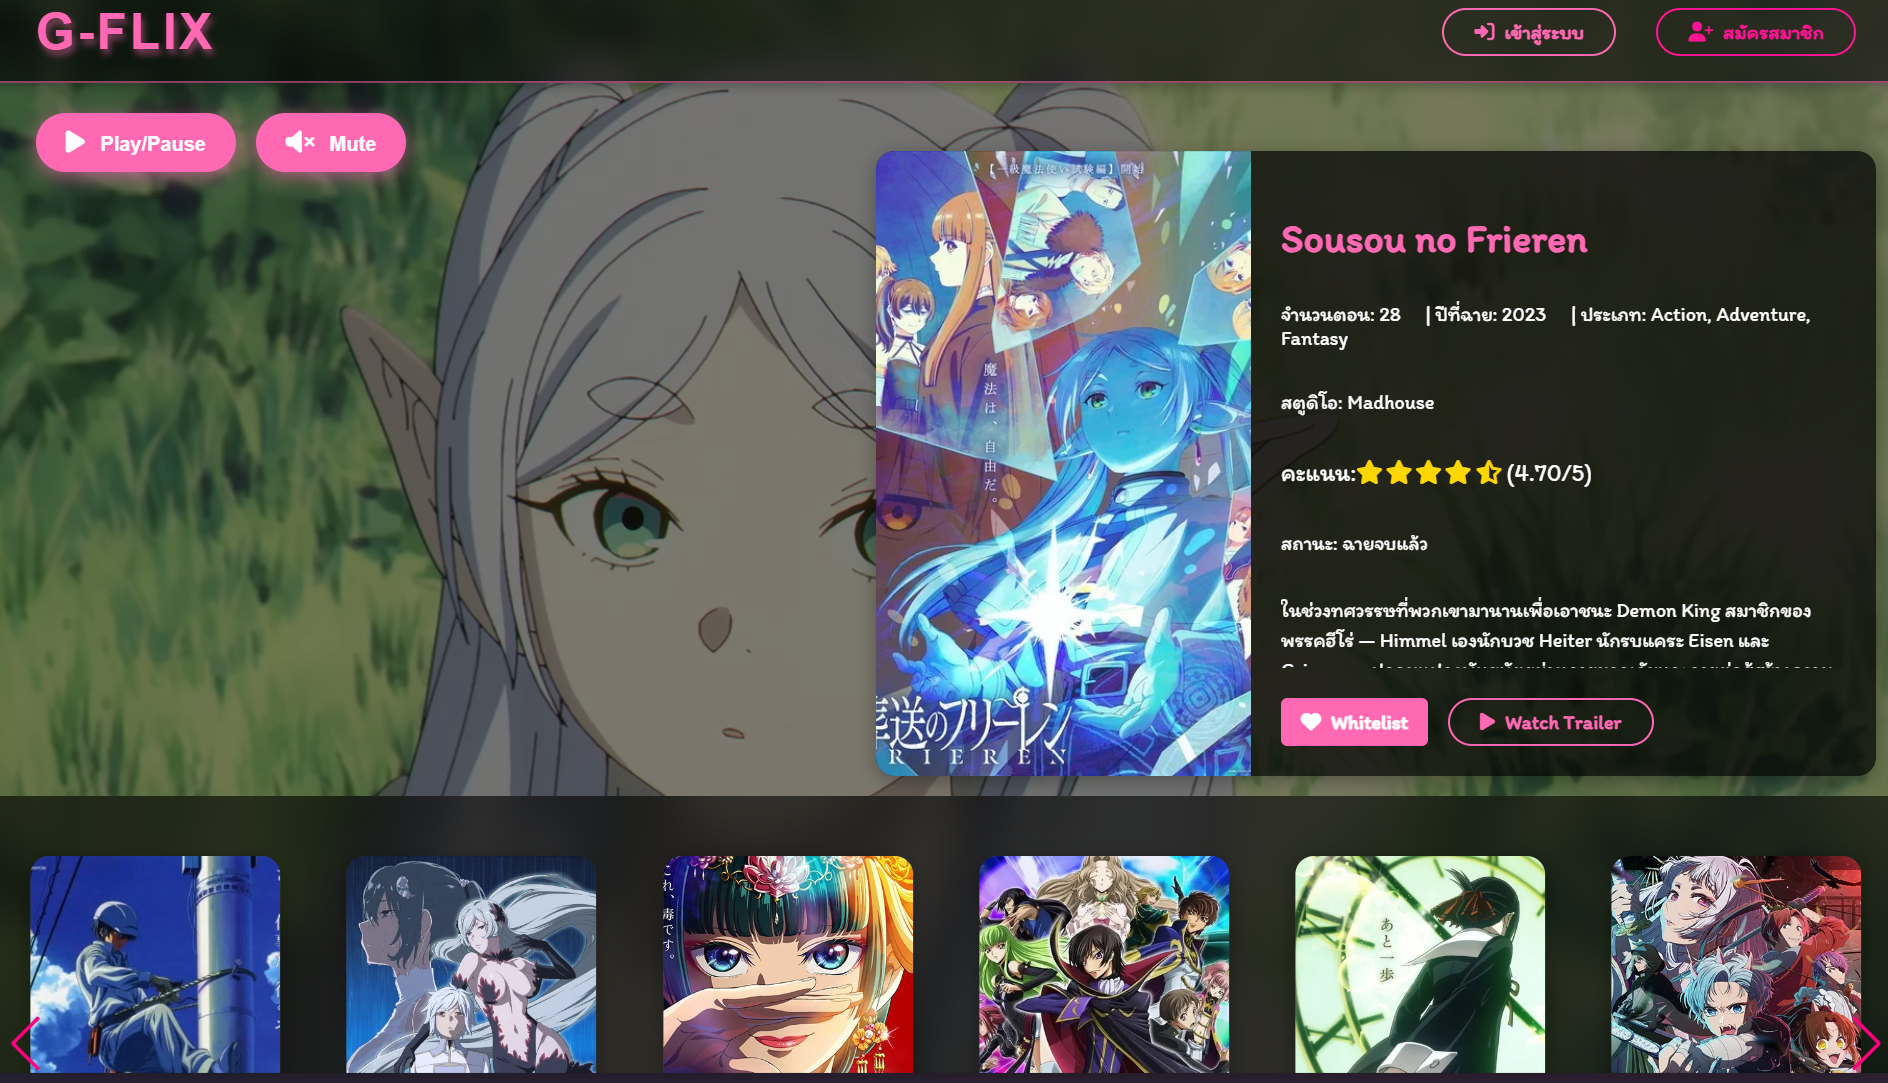 G-FLIX
เข้าสู่ระบบ
สมัครสมาชิก
Play/Pause
Mute
【一級魔法使い試験編】開始
魔法は、自由だ。
葬送のフリーレン
FRIEREN
Sousou no Frieren
จำนวนตอน: 28 | ปีที่ฉาย: 2023 | ประเภท: Action, Adventure,
Fantasy
สตูดิโอ: Madhouse
คะแนน: (4.70/5)
สถานะ: ฉายจบแล้ว
ในช่วงทศวรรษที่พวกเขามานานเพื่อเอาชนะ Demon King สมาชิกของ
พรรคฮีโร่ — Himmel เองนักบวช Heiter นักรบแคระ Eisen และ
Whitelist
Watch Trailer
これ、毒です。
あと一歩